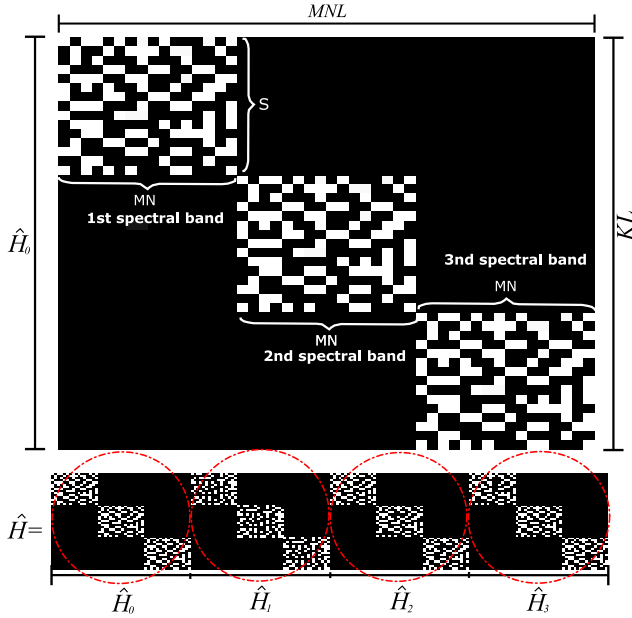 MNL
S
MN
1st spectral band
Ĥ₀
KL
3nd spectral band
MN
MN
2nd spectral band
Ĥ=
Ĥ₀ Ĥ₁ Ĥ₂ Ĥ₃